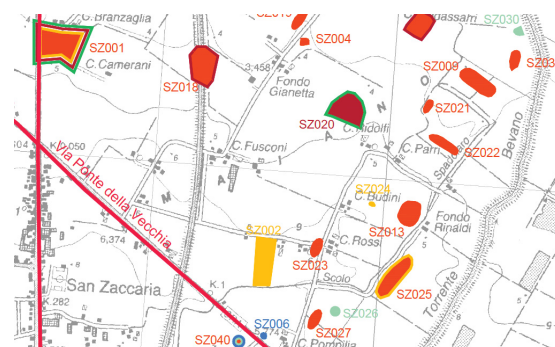 C. Branzaglia
SZ001
C. Camerani
SZ018
3,458
SZ004
Fondo
Gianetta
SZ030
SZ009
SZ021
SZ022
SZ020
C. Ridolfi
C. Parri
Bevano
C. Fusconi
Via Ponte della Vecchia
SZ024
C. Budini
SZ013
Fondo
Rinaldi
SZ002
C. Rossi
SZ023
6,374
Scolo
SZ025
San Zaccaria
K.1
K 282
SZ026
Torrente
SZ006
SZ040
SZ027
C. Pompilia